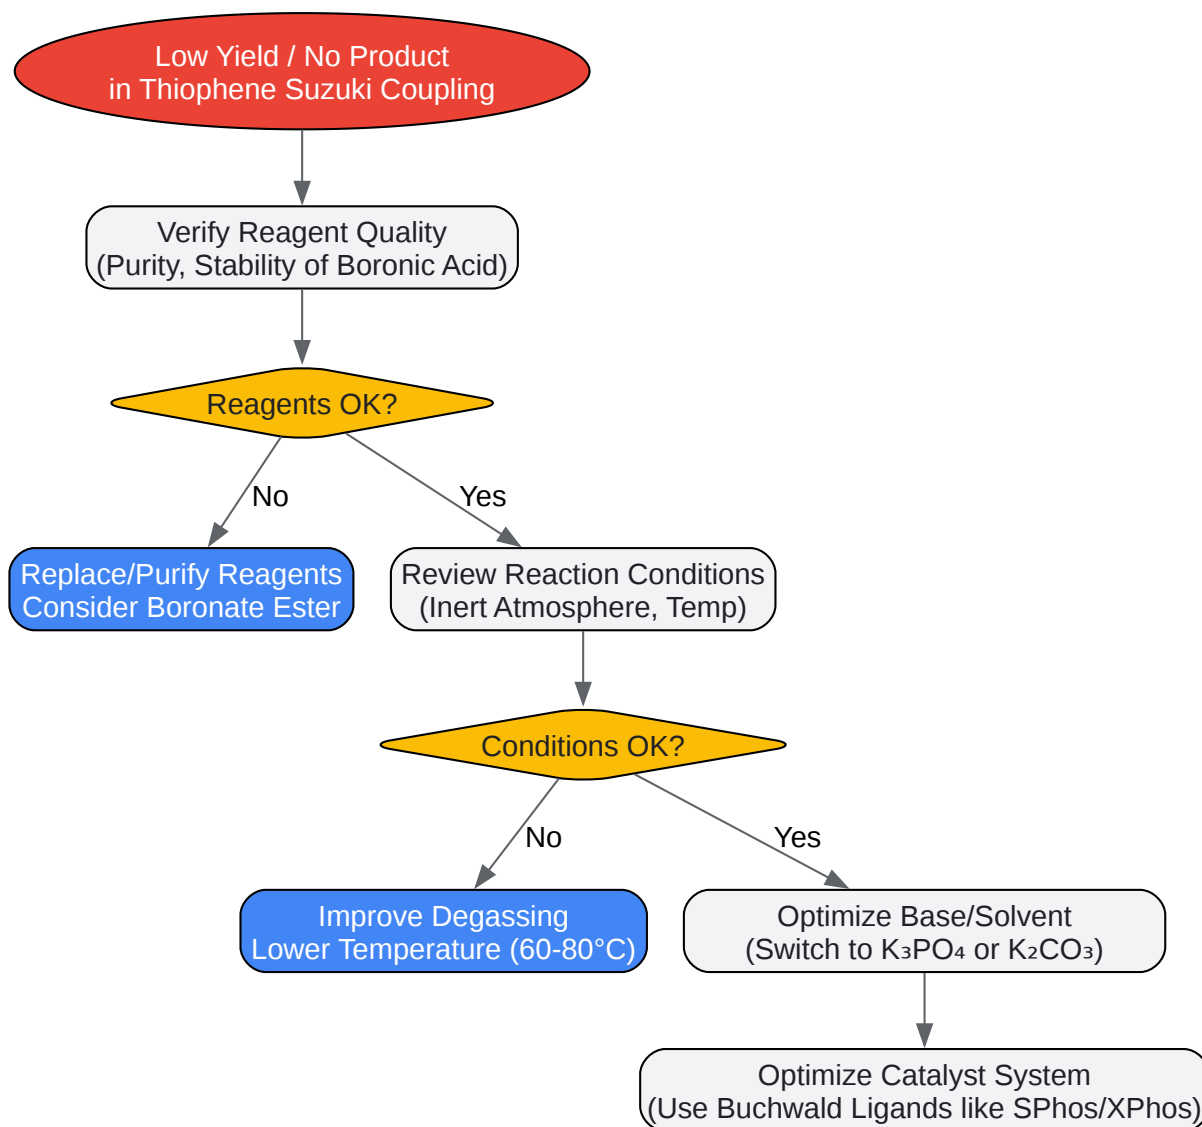 Low Yield / No Product
in Thiophene Suzuki Coupling
Verify Reagent Quality
(Purity, Stability of Boronic Acid)
Reagents OK?
No
Yes
Replace/Purify Reagents
Consider Boronate Ester
Review Reaction Conditions
(Inert Atmosphere, Temp)
Conditions OK?
No
Yes
Improve Degassing
Lower Temperature (60-80°C)
Optimize Base/Solvent
(Switch to K₃PO₄ or K₂CO₃)
Optimize Catalyst System
(Use Buchwald Ligands like SPhos/XPhos)